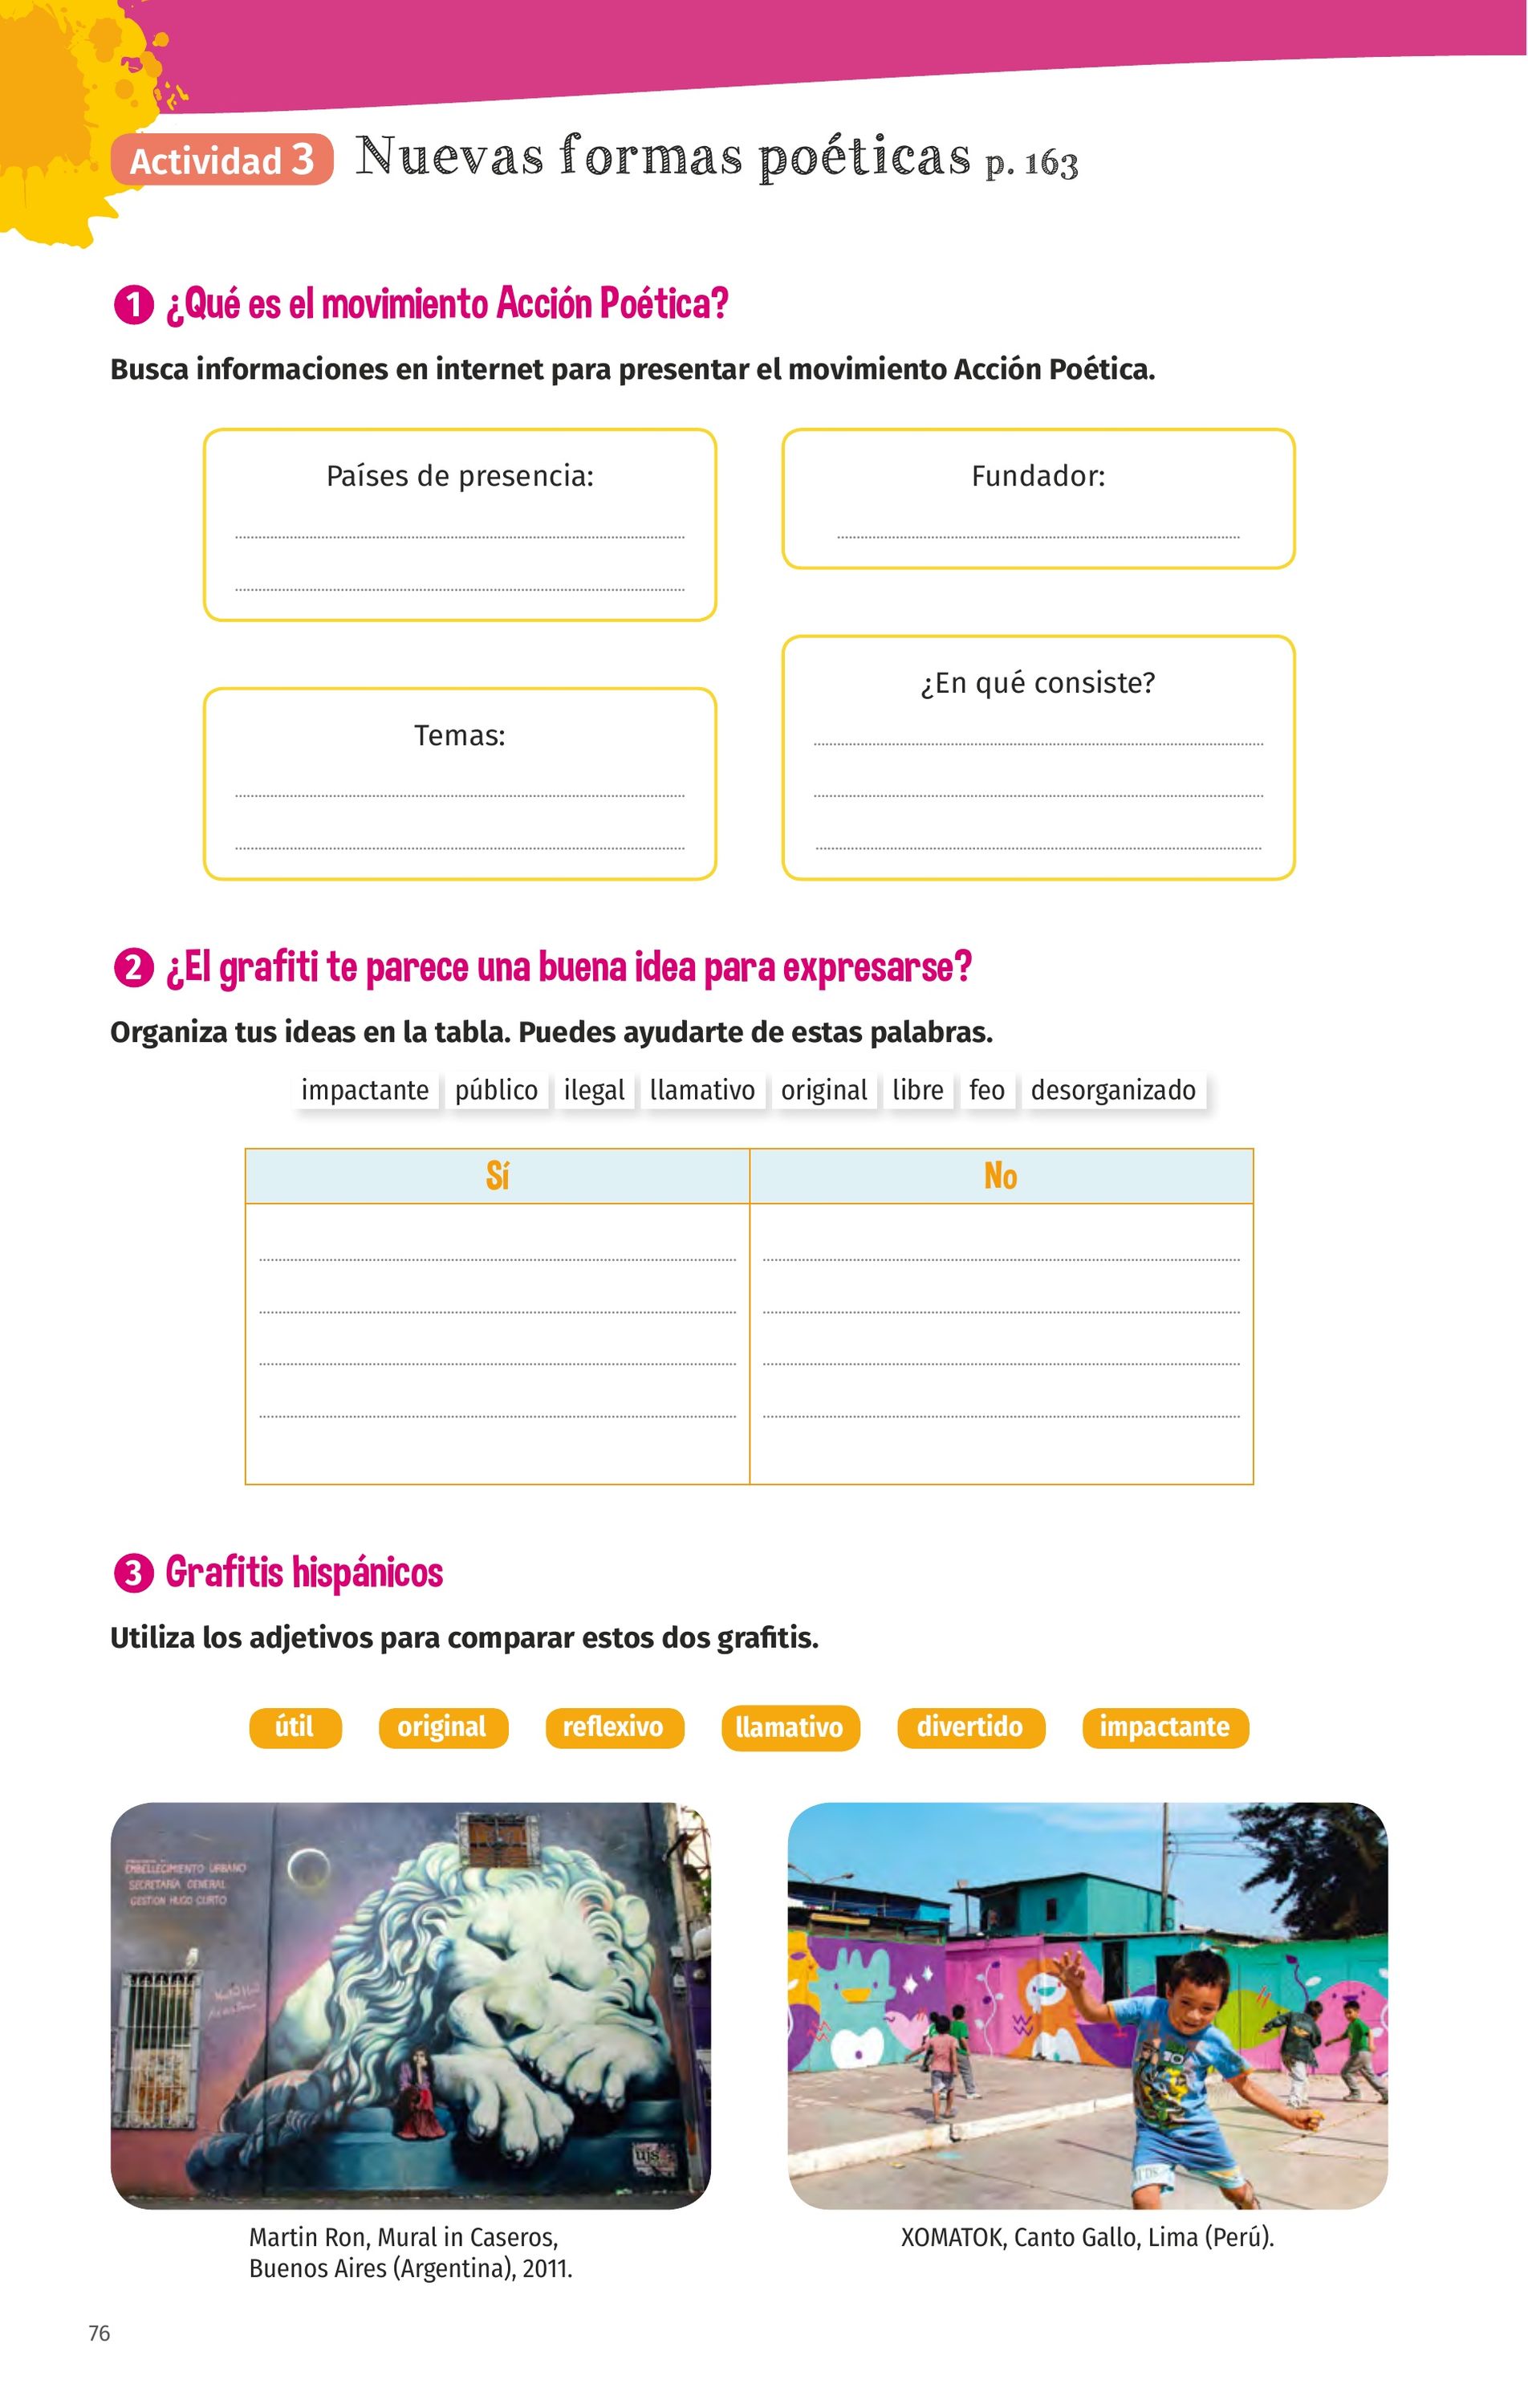 Actividad 3 Nuevas formas poéticas p. 163
1 ¿Qué es el movimiento Acción Poética?
Busca informaciones en internet para presentar el movimiento Acción Poética.
Países de presencia:
Fundador:
¿En qué consiste?
Temas:
2 ¿El grafiti te parece una buena idea para expresarse?
Organiza tus ideas en la tabla. Puedes ayudarte de estas palabras.
impactante público ilegal llamativo original libre feo desorganizado
Sí No
3 Grafitis hispánicos
Utiliza los adjetivos para comparar estos dos grafitis.
útil original reflexivo llamativo divertido impactante
EMBELLECIMIENTO URBANO
SECRETARÍA GENERAL
GESTION HUGO CURTO
ujs
Martin Ron, Mural in Caseros,
Buenos Aires (Argentina), 2011.
XOMATOK, Canto Gallo, Lima (Perú).
76